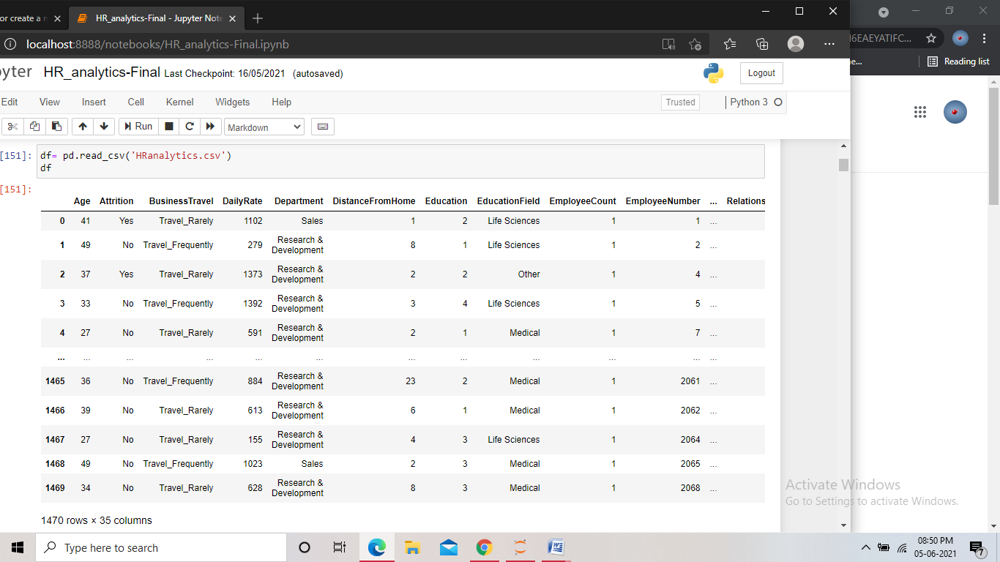 or create a n
HR_analytics-Final - Jupyter Note
localhost:8888/notebooks/HR_analytics-Final.ipynb
I6EAEYATIFC...
e...
Reading list
yter HR_analytics-Final Last Checkpoint: 16/05/2021 (autosaved)
Logout
Edit View Insert Cell Kernel Widgets Help
Trusted Python 3
Run Markdown
[151]: df= pd.read_csv('HRanalytics.csv')
df
[151]:
Age Attrition BusinessTravel DailyRate Department DistanceFromHome Education EducationField EmployeeCount EmployeeNumber ... Relations
0 41 Yes Travel_Rarely 1102 Sales 1 2 Life Sciences 1 1 ...
1 49 No Travel_Frequently 279 Research & Development 8 1 Life Sciences 1 2 ...
2 37 Yes Travel_Rarely 1373 Research & Development 2 2 Other 1 4 ...
3 33 No Travel_Frequently 1392 Research & Development 3 4 Life Sciences 1 5 ...
4 27 No Travel_Rarely 591 Research & Development 2 1 Medical 1 7 ...
... ... ... ... ... ... ... ... ... ... ... ...
1465 36 No Travel_Frequently 884 Research & Development 23 2 Medical 1 2061 ...
1466 39 No Travel_Rarely 613 Research & Development 6 1 Medical 1 2062 ...
1467 27 No Travel_Rarely 155 Research & Development 4 3 Life Sciences 1 2064 ...
1468 49 No Travel_Frequently 1023 Sales 2 3 Medical 1 2065 ...
1469 34 No Travel_Rarely 628 Research & Development 8 3 Medical 1 2068 ...
1470 rows × 35 columns
Activate Windows
Go to Settings to activate Windows.
Type here to search
08:50 PM
05-06-2021
7